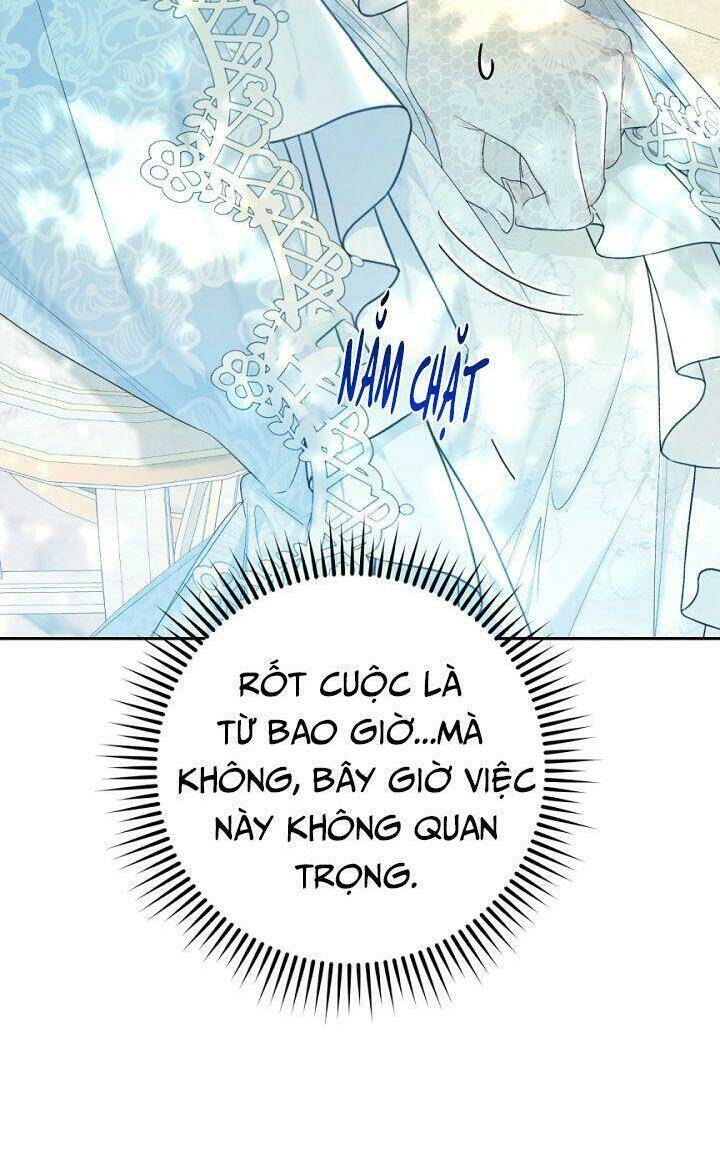 NẮM CHẶT
RỐT CUỘC LÀ
TỪ BAO GIỜ...MÀ
KHÔNG, BÂY GIỜ VIỆC
NÀY KHÔNG QUAN
TRỌNG.